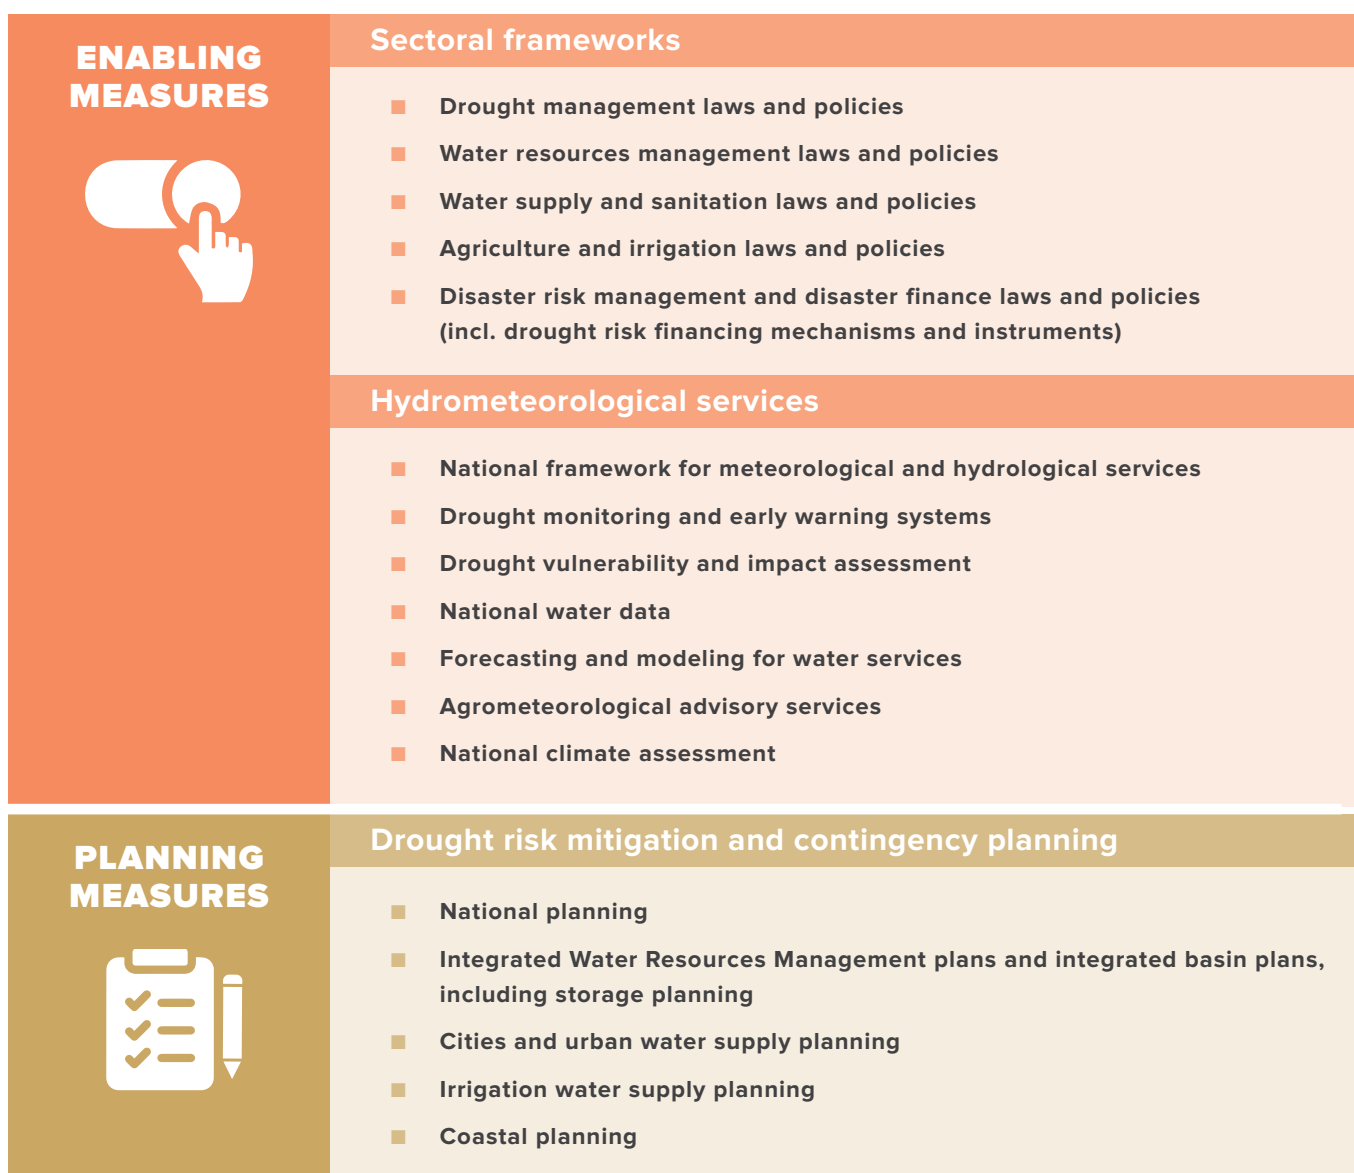 ENABLING
MEASURES
Sectoral frameworks
Drought management laws and policies
Water resources management laws and policies
Water supply and sanitation laws and policies
Agriculture and irrigation laws and policies
Disaster risk management and disaster finance laws and policies
(incl. drought risk financing mechanisms and instruments)
Hydrometeorological services
National framework for meteorological and hydrological services
Drought monitoring and early warning systems
Drought vulnerability and impact assessment
National water data
Forecasting and modeling for water services
Agrometeorological advisory services
National climate assessment
PLANNING
MEASURES
Drought risk mitigation and contingency planning
National planning
Integrated Water Resources Management plans and integrated basin plans,
including storage planning
Cities and urban water supply planning
Irrigation water supply planning
Coastal planning